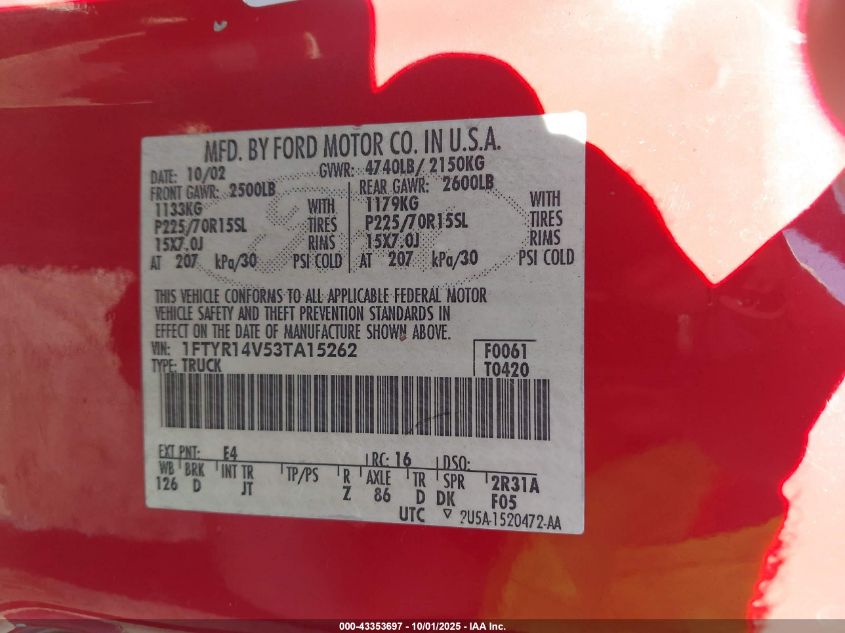 MFD. BY FORD MOTOR CO. IN U.S.A.
DATE: 10/02 GVWR: 4740LB/ 2150KG
FRONT GAWR: 2500LB REAR GAWR: 2600LB
1133KG WITH 1179KG WITH
P225/70R15SL TIRES P225/70R15SL TIRES
15X7.0J RIMS 15X7.0J RIMS
AT 207 kPa/30 PSI COLD AT 207 kPa/30 PSI COLD
THIS VEHICLE CONFORMS TO ALL APPLICABLE FEDERAL MOTOR
VEHICLE SAFETY AND THEFT PREVENTION STANDARDS IN
EFFECT ON THE DATE OF MANUFACTURE SHOWN ABOVE.
VIN: 1FTYR14V53TA15262 F0061
TYPE: TRUCK T0420
EXT PNT: E4 RC: 16 DSO:
WB BRK INT TR TP/PS R AXLE TR SPR 2R31A
126 D JT Z 86 D DK F05
UTC ▽ 2U5A-1520472-AA
000-43353697 - 10/01/2025 - IAA Inc.